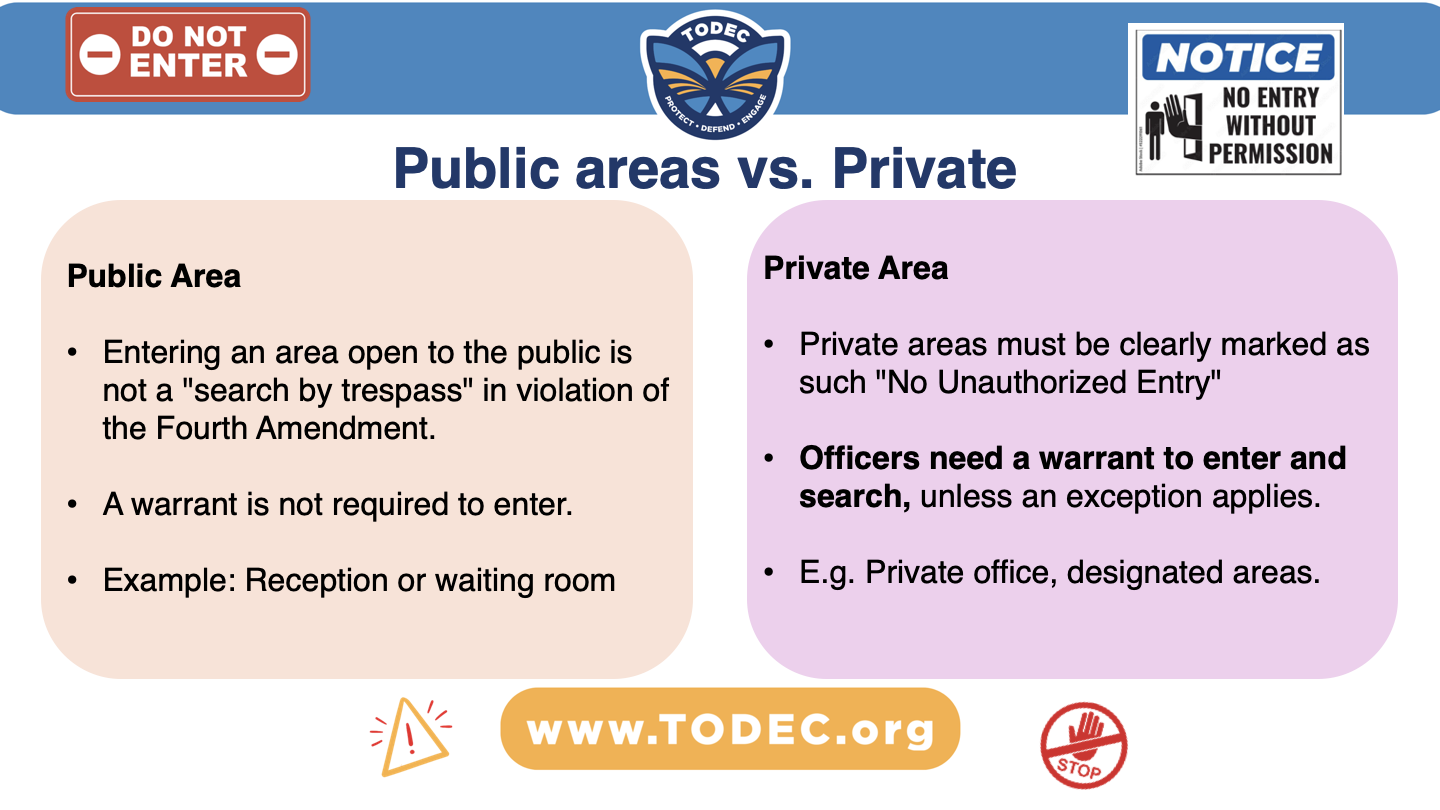 DO NOT
ENTER
TODEC
PROTECT • DEFEND • ENGAGE
NOTICE
NO ENTRY
WITHOUT
PERMISSION
Public areas vs. Private
Public Area
• Entering an area open to the public is
not a "search by trespass" in violation of
the Fourth Amendment.
• A warrant is not required to enter.
• Example: Reception or waiting room
Private Area
• Private areas must be clearly marked as
such "No Unauthorized Entry"
• Officers need a warrant to enter and
search, unless an exception applies.
• E.g. Private office, designated areas.
www.TODEC.org
STOP